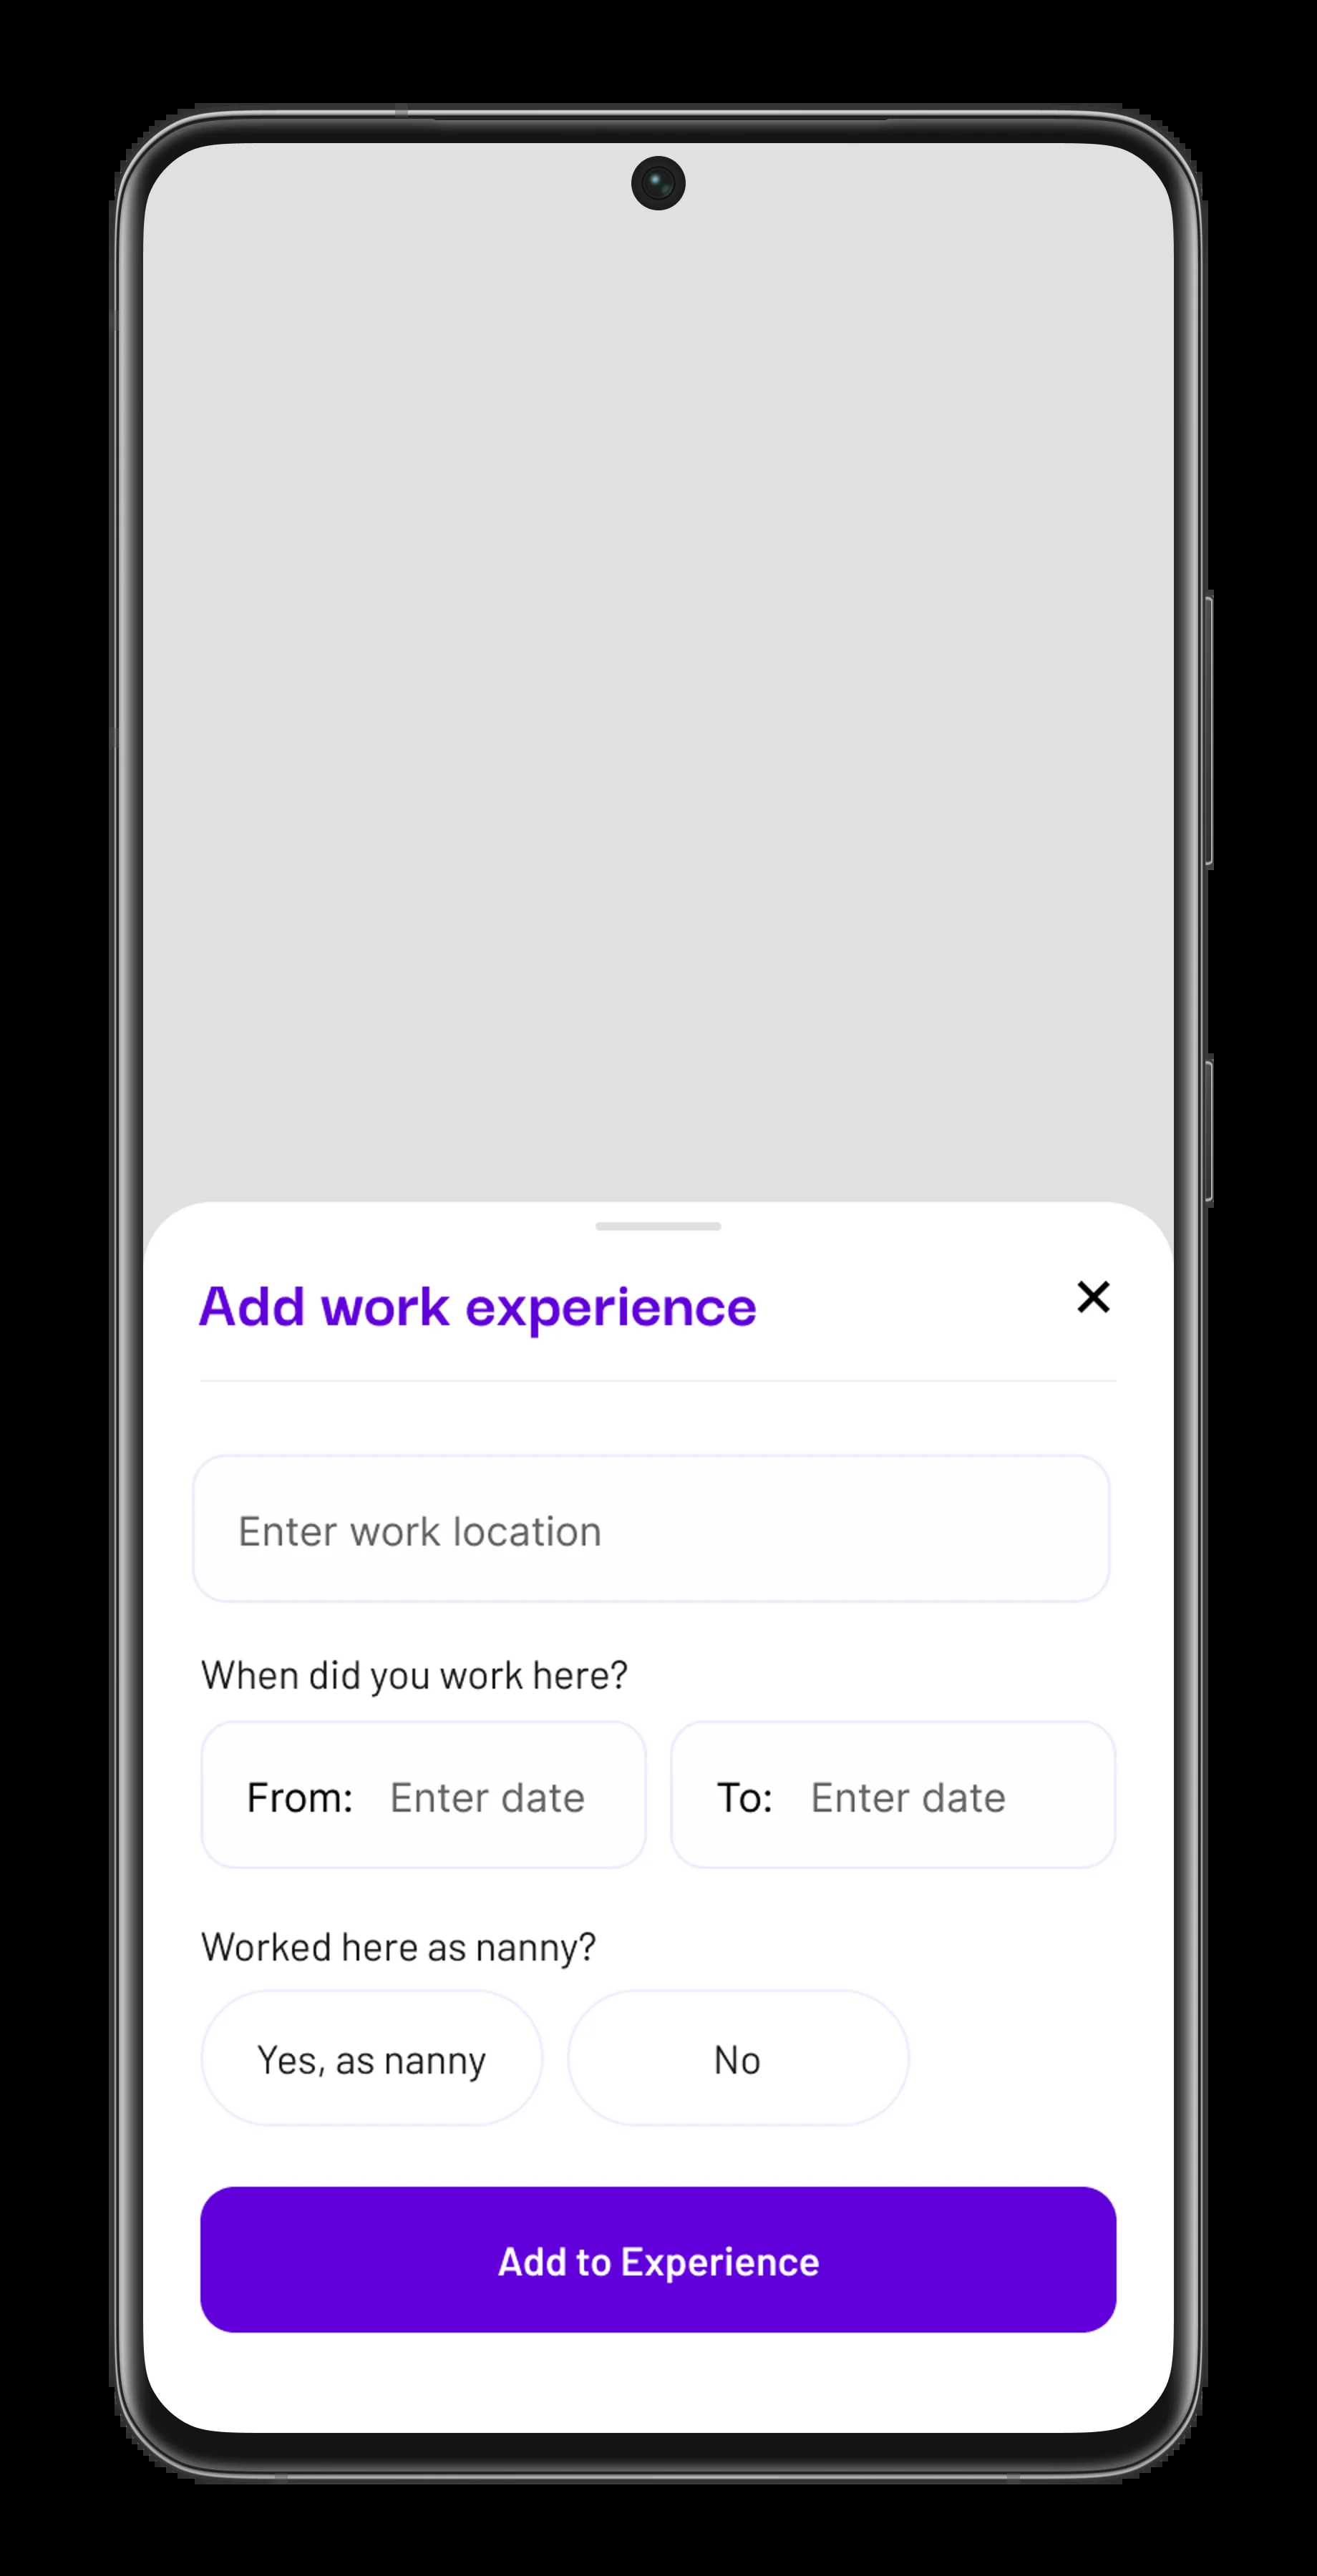 Add work experience
Enter work location
When did you work here?
From: Enter date To: Enter date
Worked here as nanny?
Yes, as nanny No
Add to Experience